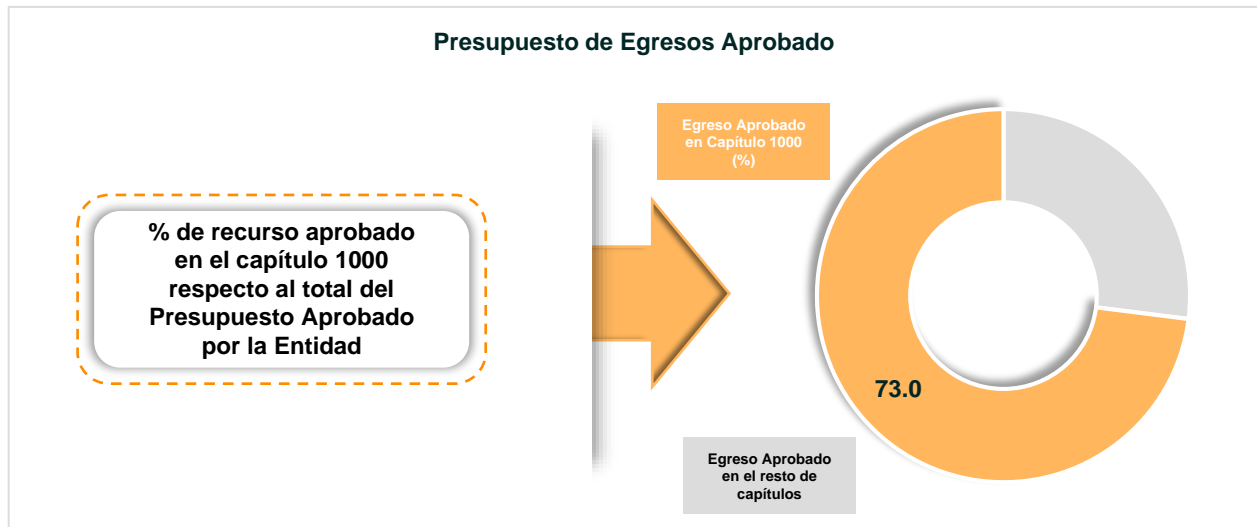 Presupuesto de Egresos Aprobado
% de recurso aprobado
en el capítulo 1000
respecto al total del
Presupuesto Aprobado
por la Entidad
Egreso Aprobado
en Capítulo 1000
(%)
73.0
Egreso Aprobado
en el resto de
capítulos